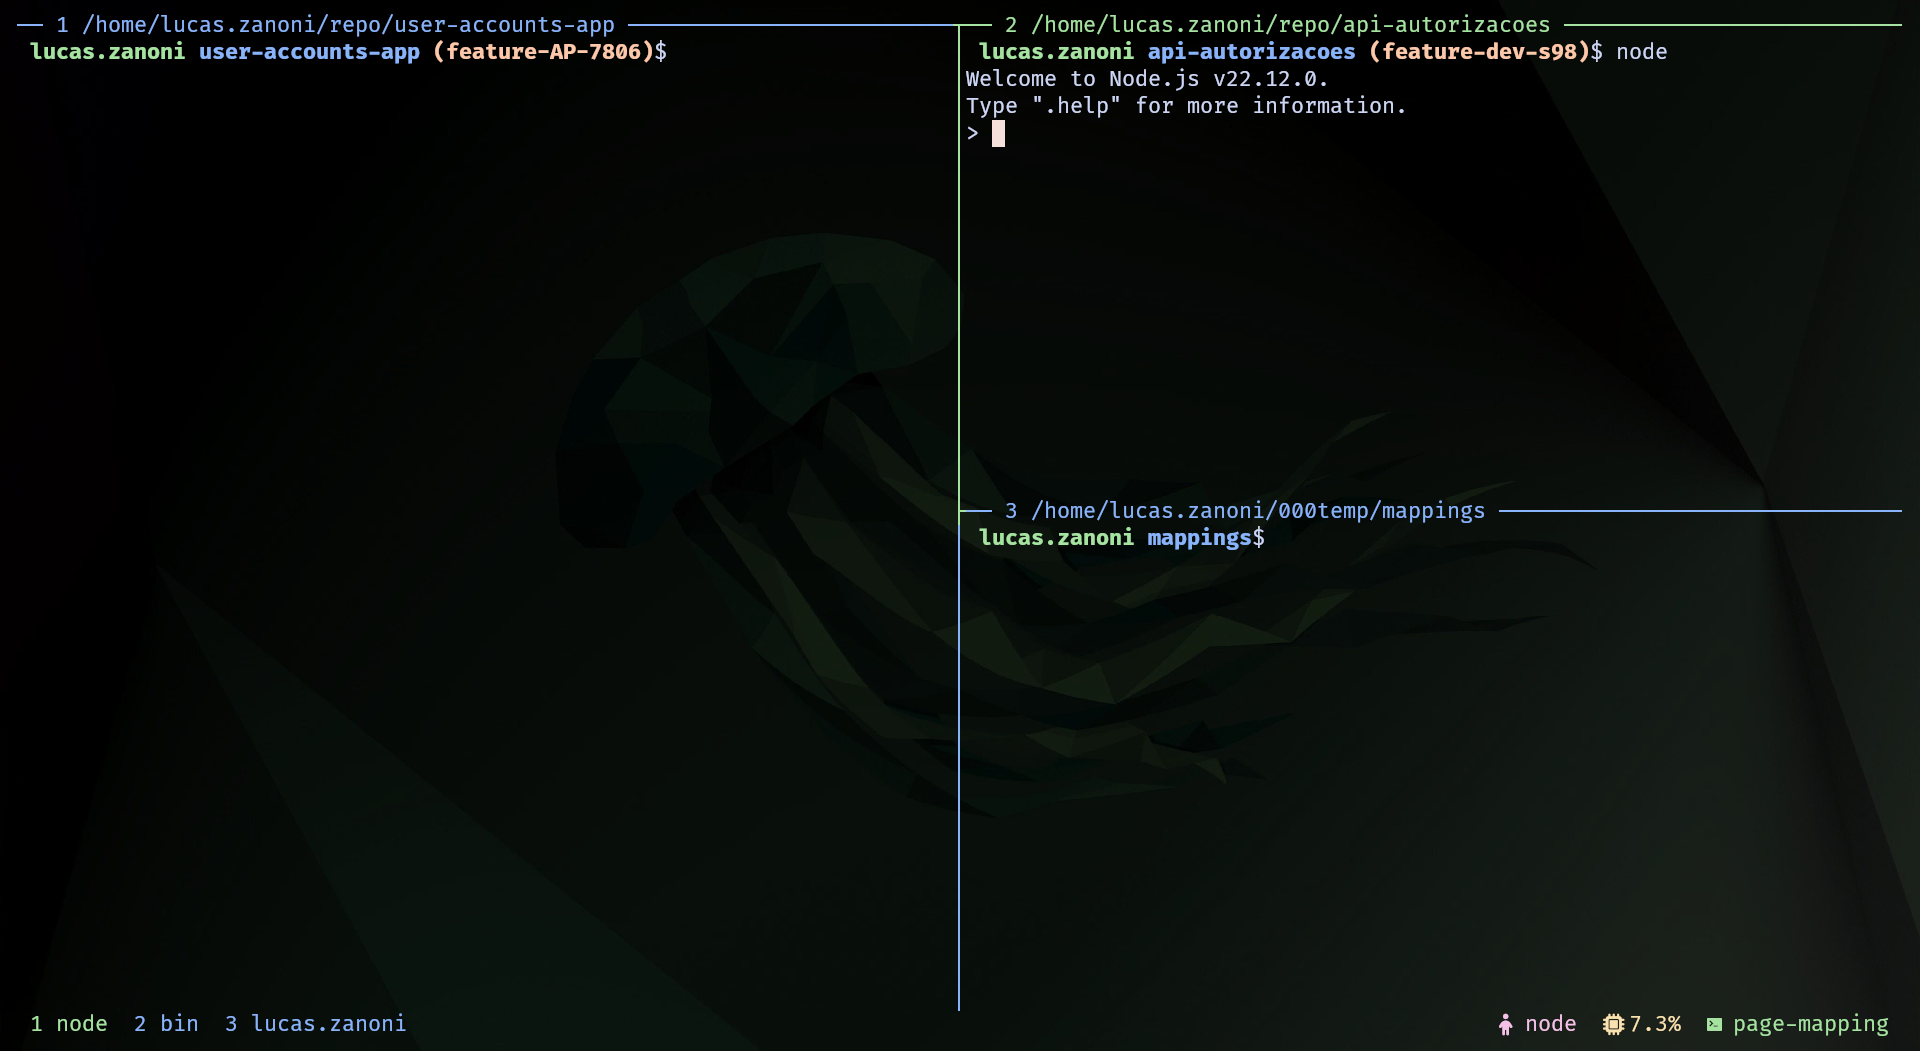 1 /home/lucas.zanoni/repo/user-accounts-app
lucas.zanoni user-accounts-app (feature-AP-7806)$
2 /home/lucas.zanoni/repo/api-autorizacoes
lucas.zanoni api-autorizacoes (feature-dev-s98)$ node
Welcome to Node.js v22.12.0.
Type ".help" for more information.
>
3 /home/lucas.zanoni/000temp/mappings
lucas.zanoni mappings$
1 node 2 bin 3 lucas.zanoni
node 7.3% page-mapping